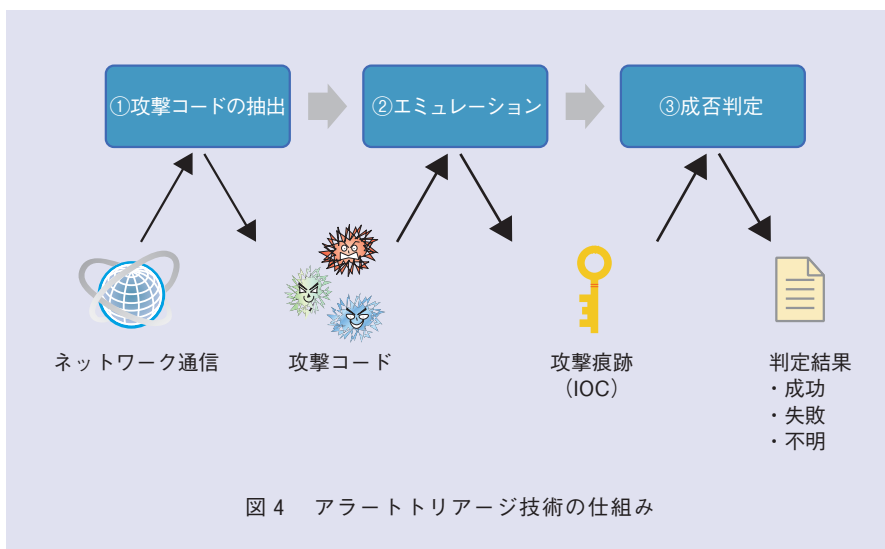 ①攻撃コードの抽出
②エミュレーション
③成否判定
ネットワーク通信
攻撃コード
攻撃痕跡
（IOC）
判定結果
・成功
・失敗
・不明
図4　アラートトリアージ技術の仕組み